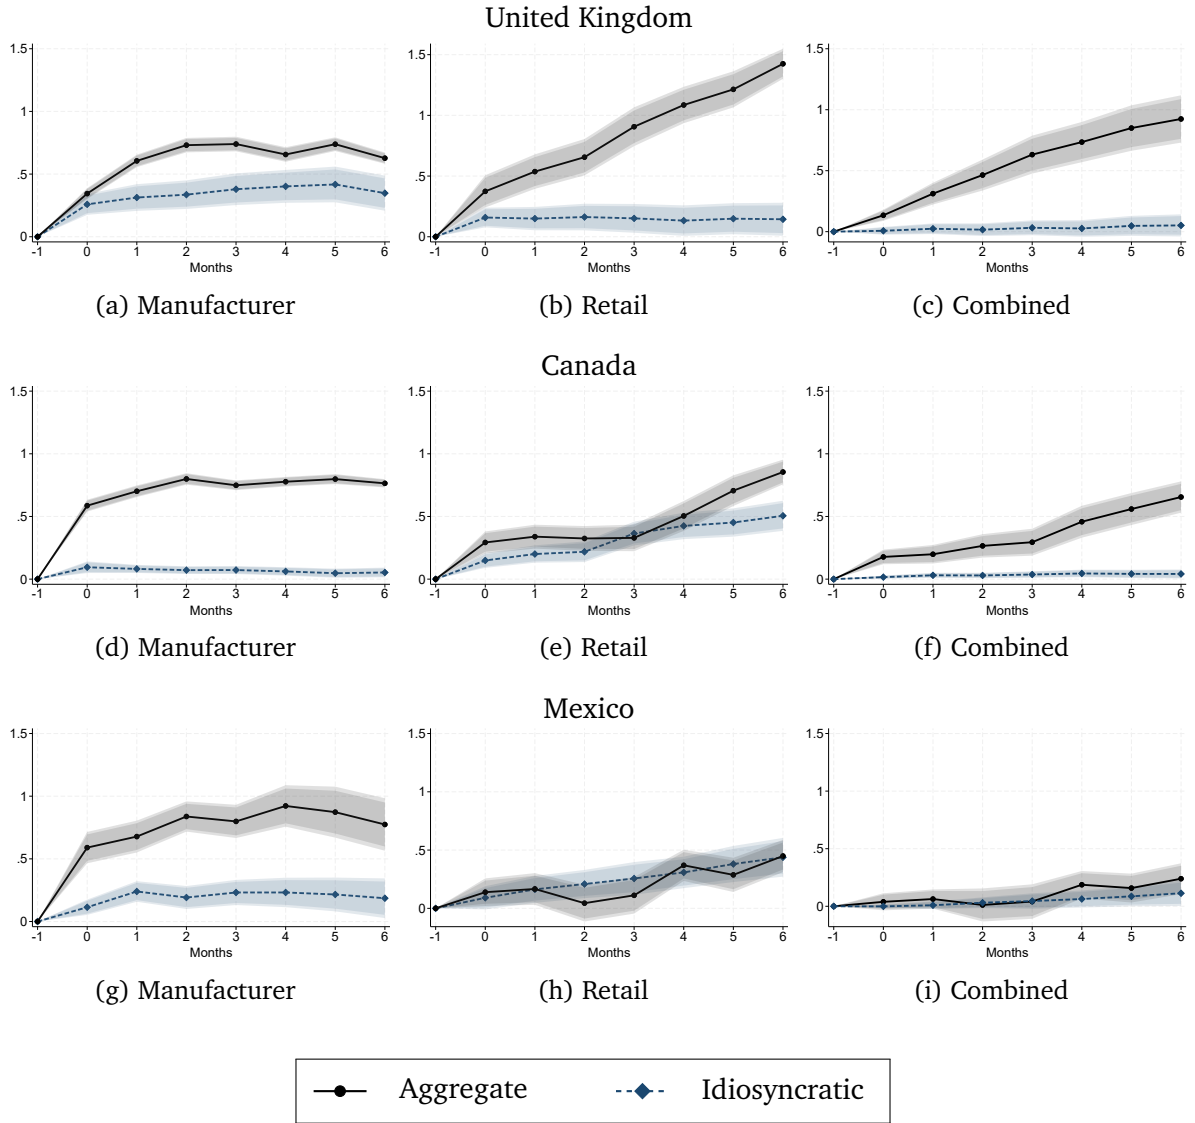 United Kingdom
1.5 1 .5 0
-1 0 1 2 3 4 5 6
Months
(a) Manufacturer
1.5 1 .5 0
-1 0 1 2 3 4 5 6
Months
(b) Retail
1.5 1 .5 0
-1 0 1 2 3 4 5 6
Months
(c) Combined
Canada
1.5 1 .5 0
-1 0 1 2 3 4 5 6
Months
(d) Manufacturer
1.5 1 .5 0
-1 0 1 2 3 4 5 6
Months
(e) Retail
1.5 1 .5 0
-1 0 1 2 3 4 5 6
Months
(f) Combined
Mexico
1.5 1 .5 0
-1 0 1 2 3 4 5 6
Months
(g) Manufacturer
1.5 1 .5 0
-1 0 1 2 3 4 5 6
Months
(h) Retail
1.5 1 .5 0
-1 0 1 2 3 4 5 6
Months
(i) Combined
Aggregate Idiosyncratic